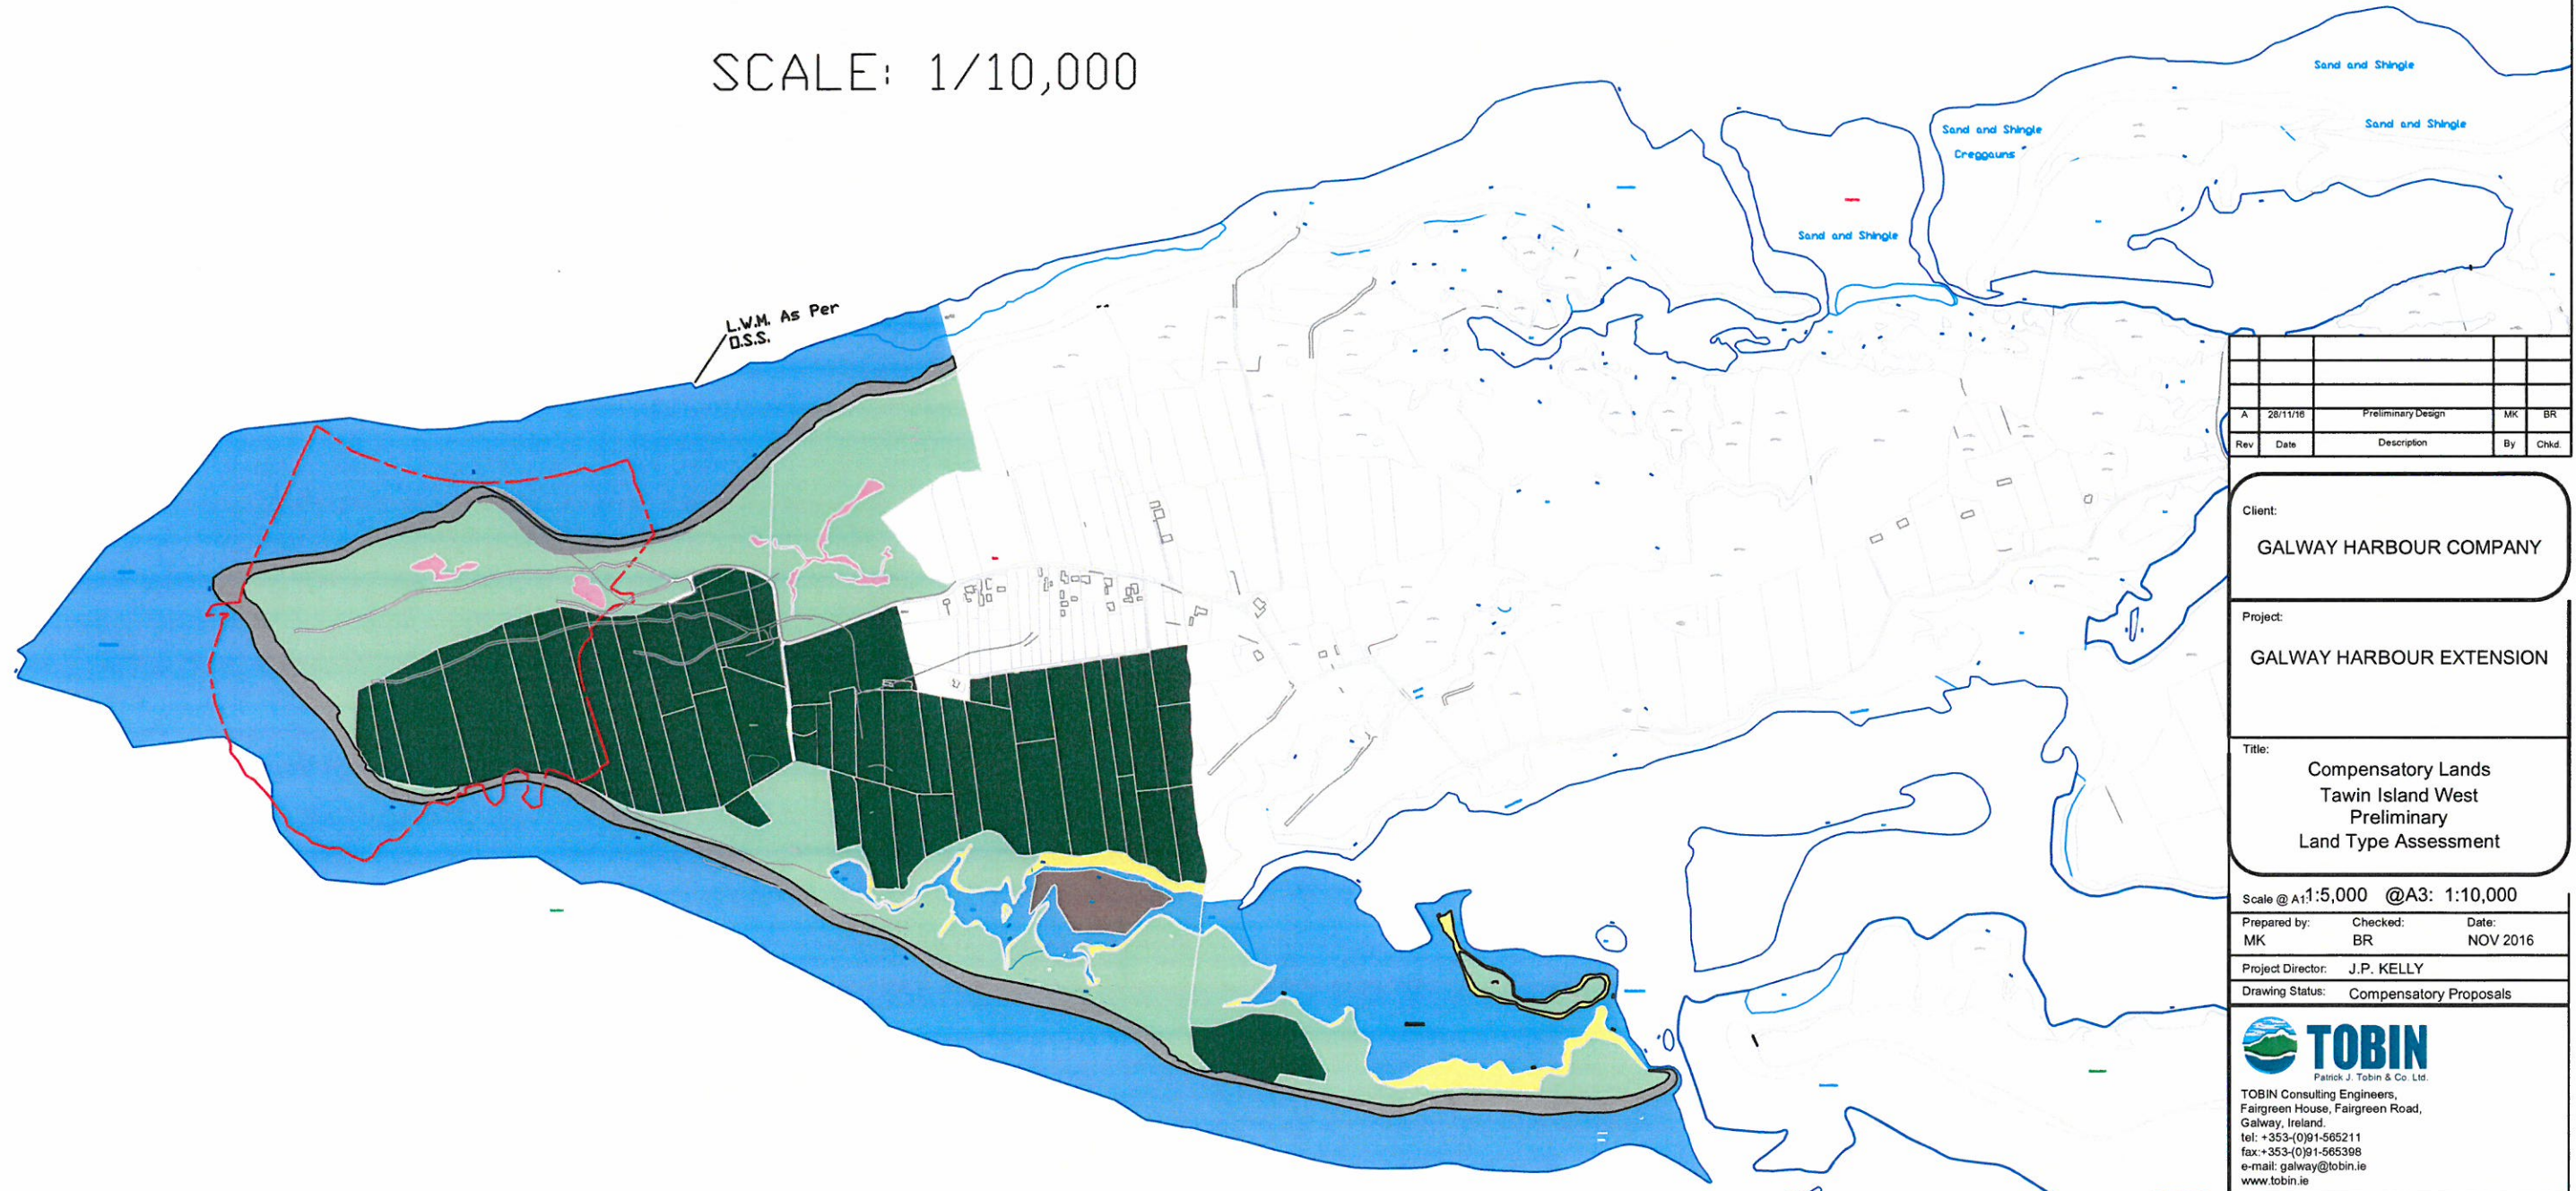 SCALE: 1/10,000
Sand and Shingle
Sand and Shingle
Sand and Shingle
Creggauns
Sand and Shingle
L.W.M. As Per
O.S.S.
A 28/11/16 Preliminary Design MK BR
Rev Date Description By Chkd.
Client:
GALWAY HARBOUR COMPANY
Project:
GALWAY HARBOUR EXTENSION
Title:
Compensatory Lands
Tawin Island West
Preliminary
Land Type Assessment
Scale @ A1:1:5,000 @A3: 1:10,000
Prepared by: Checked: Date:
MK BR NOV 2016
Project Director: J.P. KELLY
Drawing Status: Compensatory Proposals
TOBIN
Patrick J. Tobin & Co. Ltd.
TOBIN Consulting Engineers,
Fairgreen House, Fairgreen Road,
Galway, Ireland.
tel: +353-(0)91-565211
fax:+353-(0)91-565398
e-mail: galway@tobin.ie
www.tobin.ie